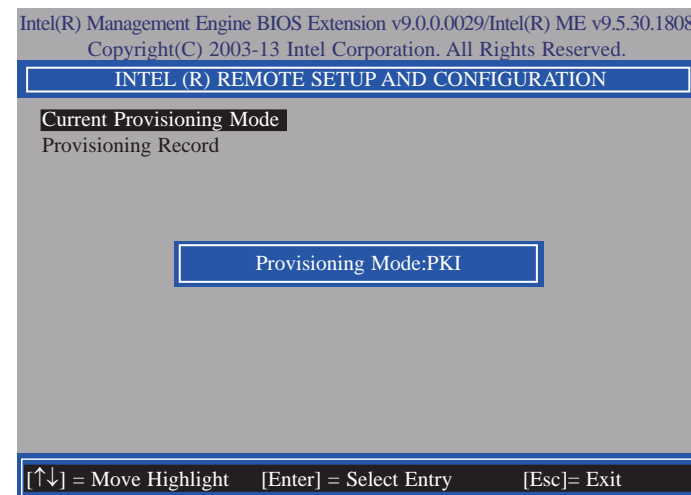 Intel(R) Management Engine BIOS Extension v9.0.0.0029/Intel(R) ME v9.5.30.1808
Copyright(C) 2003-13 Intel Corporation. All Rights Reserved.
INTEL (R) REMOTE SETUP AND CONFIGURATION
Current Provisioning Mode
Provisioning Record
Provisioning Mode:PKI
[↑↓] = Move Highlight [Enter] = Select Entry [Esc]= Exit